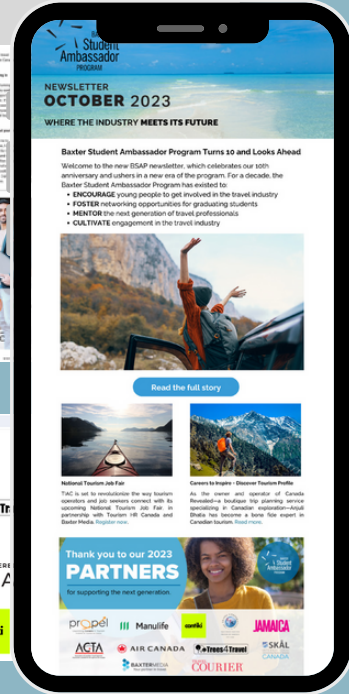 Student
Ambassador
PROGRAM
NEWSLETTER
OCTOBER 2023
WHERE THE INDUSTRY MEETS ITS FUTURE
Baxter Student Ambassador Program Turns 10 and Looks Ahead
Welcome to the new BSAP newsletter, which celebrates our 10th
anniversary and ushers in a new era of the program. For a decade, the
Baxter Student Ambassador Program has existed to:
• ENCOURAGE young people to get involved in the travel industry
• FOSTER networking opportunities for graduating students
• MENTOR the next generation of travel professionals
• CULTIVATE engagement in the travel industry
Read the full story
National Tourism Job Fair
TIAC is set to revolutionize the way tourism
operators and job seekers connect with its
upcoming National Tourism Job Fair in
partnership with Tourism HR Canada and
Baxter Media. Register now.
Careers to Inspire - Discover Tourism Profile
As the owner and operator of Canada
Revealed—a boutique trip planning service
specializing in Canadian exploration—Anjuli
Bhatia has become a bone fide expert in
Canadian tourism. Read more.
Thank you to our 2023
PARTNERS
for supporting the next generation.
Student
Ambassador
PROGRAM
propel
Manulife
contiki
JAMAICA
ACTA
AIR CANADA
Trees4Travel
SKÅL
CANADA
BAXTERMEDIA
COURIER